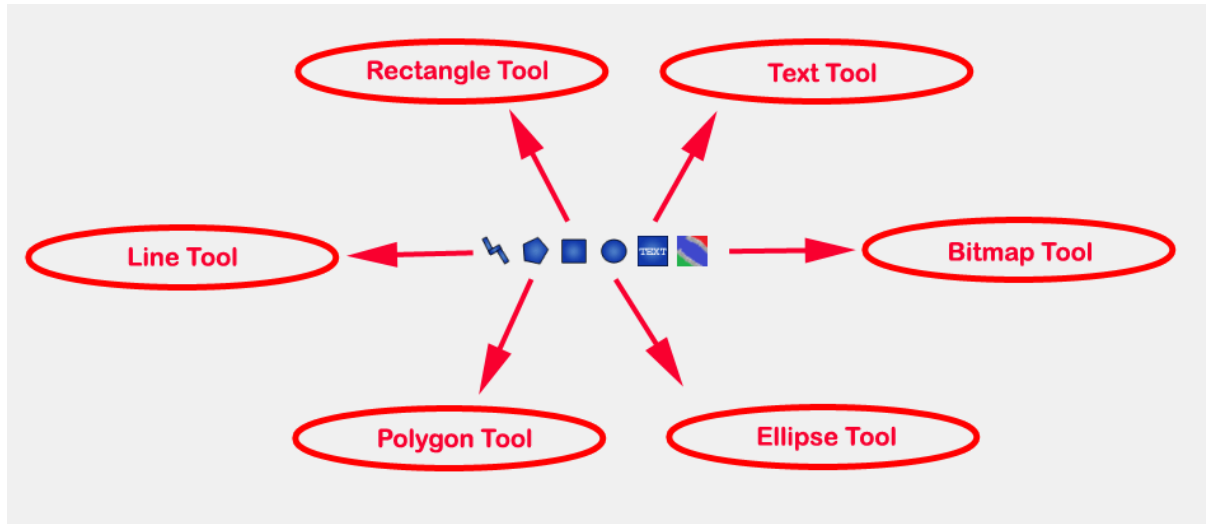 Rectangle Tool
Text Tool
Line Tool
TEXT
Bitmap Tool
Polygon Tool
Ellipse Tool